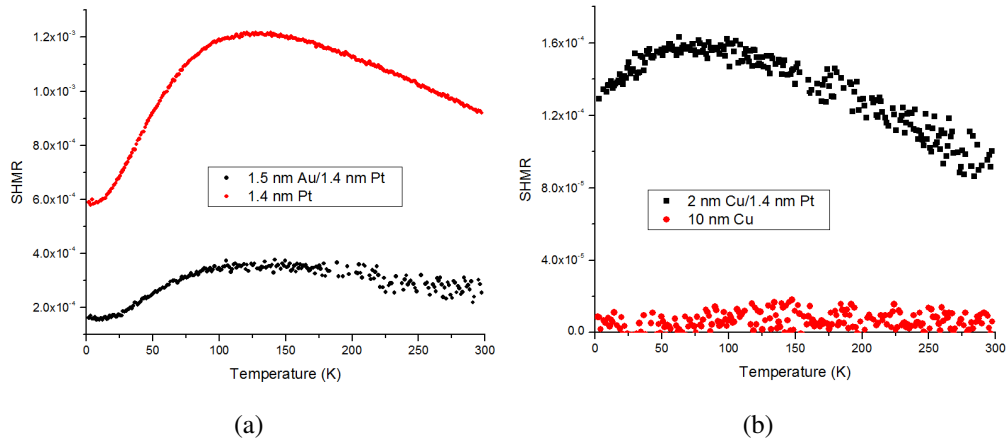 SHMR
1.2x10⁻³
1.0x10⁻³
8.0x10⁻⁴
6.0x10⁻⁴
4.0x10⁻⁴
2.0x10⁻⁴
1.5 nm Au/1.4 nm Pt
1.4 nm Pt
0 50 100 150 200 250 300
Temperature (K)
(a)
SHMR
1.6x10⁻⁴
1.2x10⁻⁴
8.0x10⁻⁵
4.0x10⁻⁵
0.0
2 nm Cu/1.4 nm Pt
10 nm Cu
0 50 100 150 200 250 300
Temperature (K)
(b)